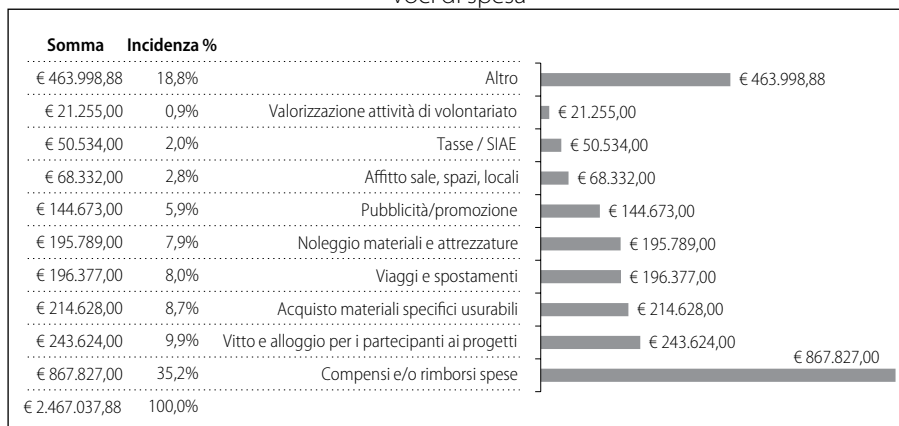 Voci di spesa
Somma Incidenza %
€ 463.998,88 18,8% Altro € 463.998,88
€ 21.255,00 0,9% Valorizzazione attività di volontariato € 21.255,00
€ 50.534,00 2,0% Tasse / SIAE € 50.534,00
€ 68.332,00 2,8% Affitto sale, spazi, locali € 68.332,00
€ 144.673,00 5,9% Pubblicità/promozione € 144.673,00
€ 195.789,00 7,9% Noleggio materiali e attrezzature € 195.789,00
€ 196.377,00 8,0% Viaggi e spostamenti € 196.377,00
€ 214.628,00 8,7% Acquisto materiali specifici usurabili € 214.628,00
€ 243.624,00 9,9% Vitto e alloggio per i partecipanti ai progetti € 243.624,00
€ 867.827,00 35,2% Compensi e/o rimborsi spese € 867.827,00
€ 2.467.037,88 100,0%